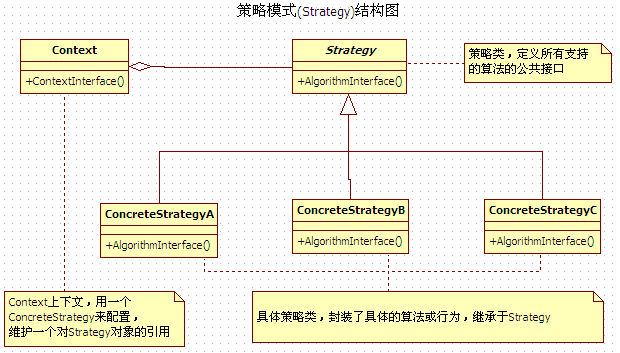 策略模式(Strategy)结构图
Context
+ContextInterface()
Strategy
+AlgorithmInterface()
策略类，定义所有支持
的算法的公共接口
ConcreteStrategyA
+AlgorithmInterface()
ConcreteStrategyB
+AlgorithmInterface()
ConcreteStrategyC
+AlgorithmInterface()
Context上下文，用一个
ConcreteStrategy来配置，
维护一个对Strategy对象的引用
具体策略类，封装了具体的算法或行为，继承于Strategy